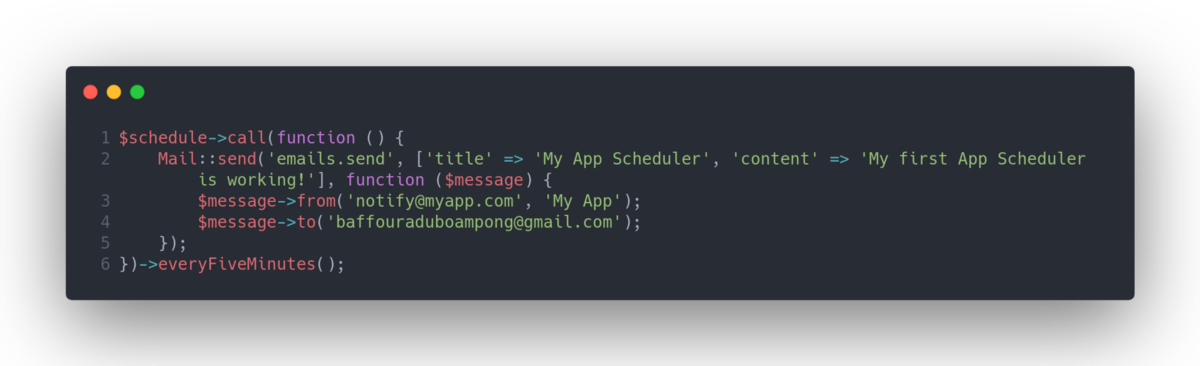 1 $schedule->call(function () {
2     Mail::send('emails.send', ['title' => 'My App Scheduler', 'content' => 'My first App Scheduler
        is working!'], function ($message) {
3         $message->from('notify@myapp.com', 'My App');
4         $message->to('baffouraduboampong@gmail.com');
5     });
6 })->everyFiveMinutes();